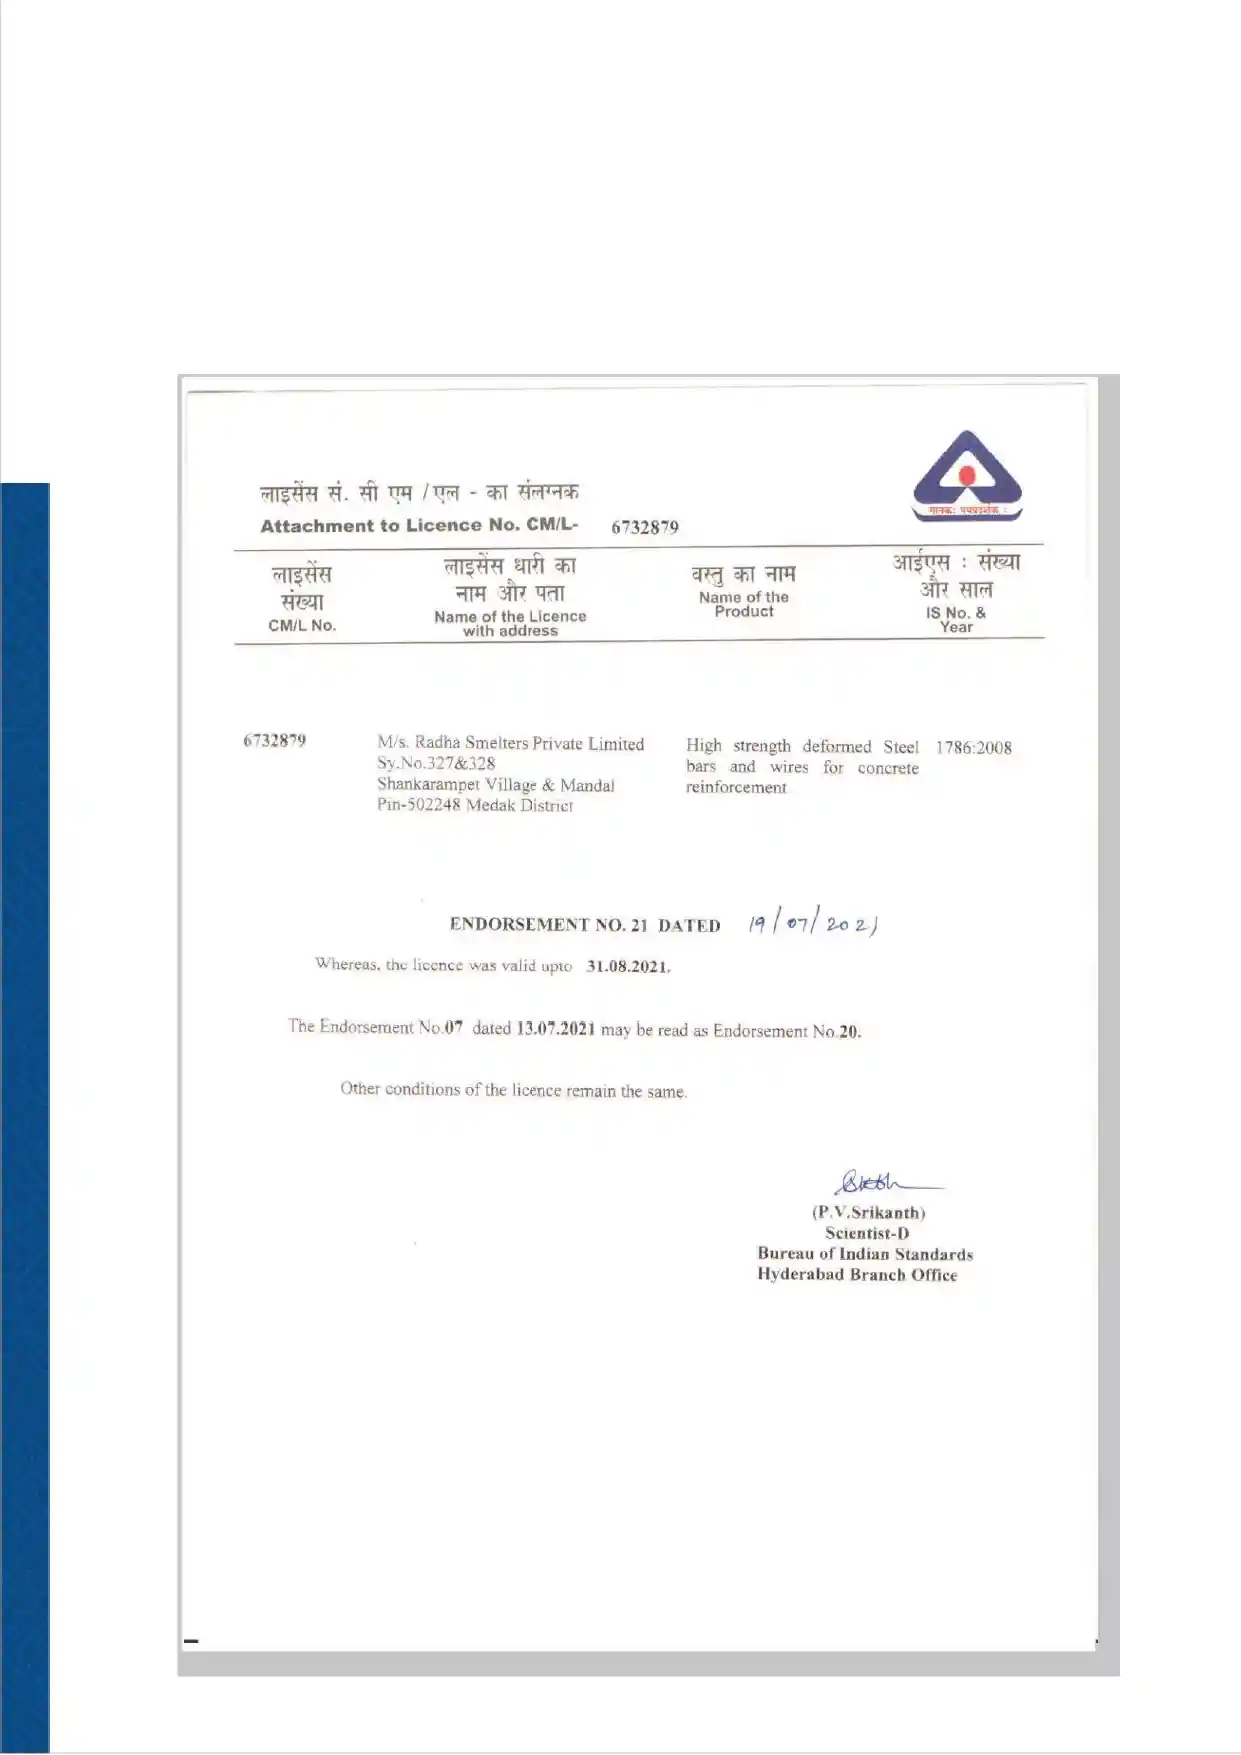 मानकः पथप्रदर्शकः
लाइसेंस सं. सी एम /एल - का संलग्नक
Attachment to Licence No. CM/L- 6732879
लाइसेंस संख्या
CM/L No.
लाइसेंस धारी का
नाम और पता
Name of the Licence
with address
वस्तु का नाम
Name of the
Product
आईएस : संख्या
और साल
IS No. &
Year
6732879
M/s. Radha Smelters Private Limited
Sy.No.327&328
Shankarampet Village & Mandal
Pin-502248 Medak District
High strength deformed Steel
bars and wires for concrete
reinforcement
1786:2008
ENDORSEMENT NO. 21 DATED 19/07/2021
Whereas, the licence was valid upto 31.08.2021.
The Endorsement No.07 dated 13.07.2021 may be read as Endorsement No.20.
Other conditions of the licence remain the same.
(P.V.Srikanth)
Scientist-D
Bureau of Indian Standards
Hyderabad Branch Office